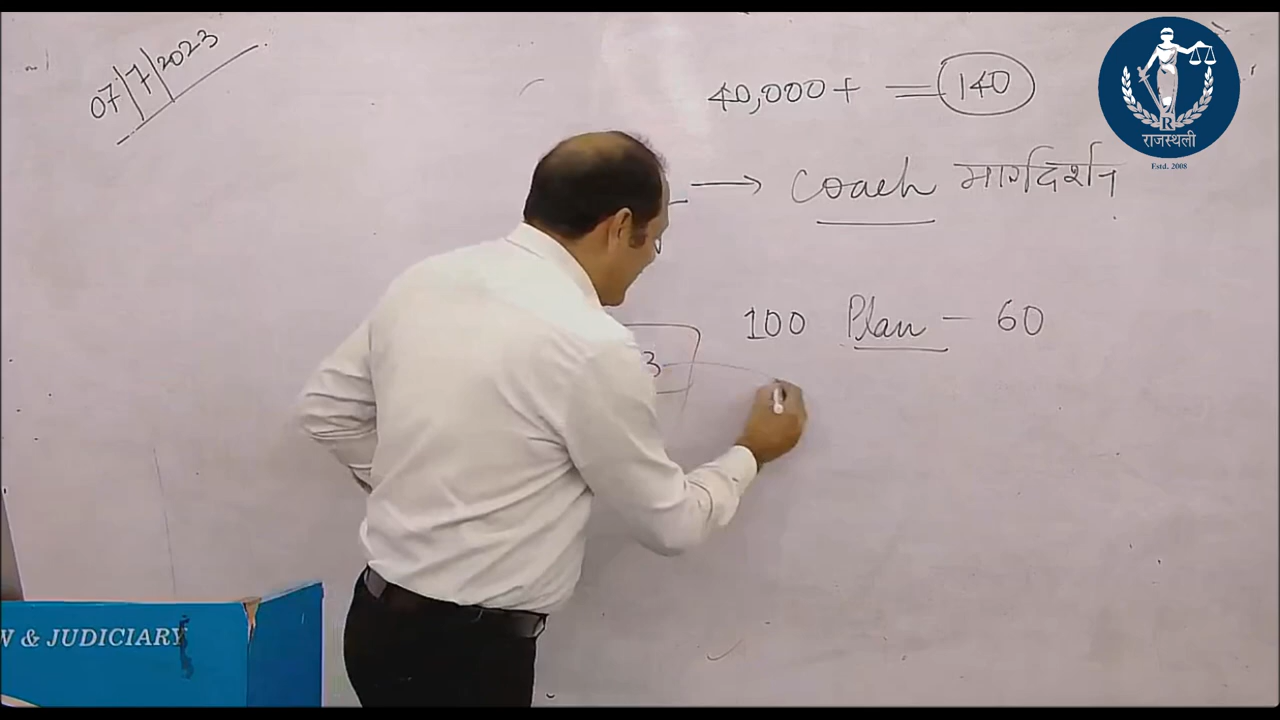 07/7/2023
40,000+ = 140
→ coach मार्गदर्शन
100 Plan - 60
3
R
राजस्थली
Estd. 2008
& JUDICIARY